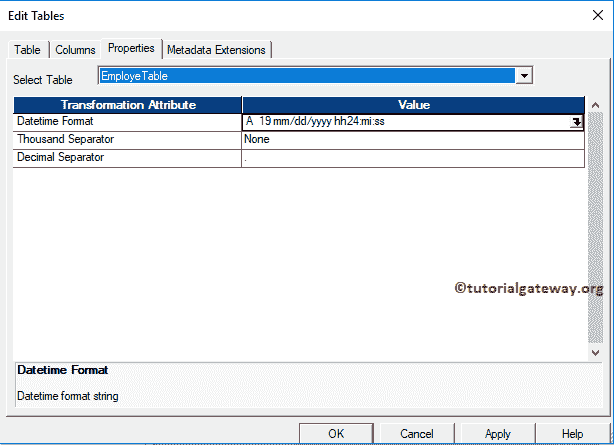 Edit Tables
Table Columns Properties Metadata Extensions
Select Table EmployeTable
Transformation Attribute Value
Datetime Format A 19 mm/dd/yyyy hh24:mi:ss
Thousand Separator None
Decimal Separator .
©tutorialgateway.org
Datetime Format
Datetime format string
OK Cancel Apply Help